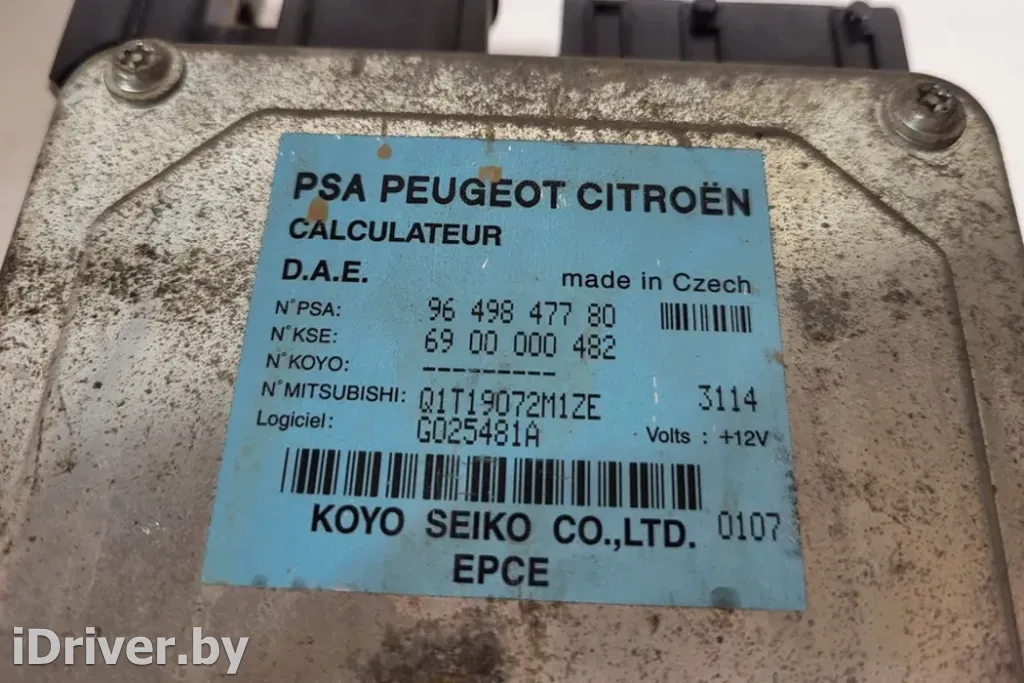 PSA PEUGEOT CITROËN
CALCULATEUR
D.A.E. made in Czech
N°PSA: 96 498 477 80
N°KSE: 69 00 000 482
N°KOYO: ---------
N°MITSUBISHI: Q1T19072M1ZE 3114
Logiciel: G025481A Volts : +12V
KOYO SEIKO CO.,LTD. 0107
EPCE
iDriver.by